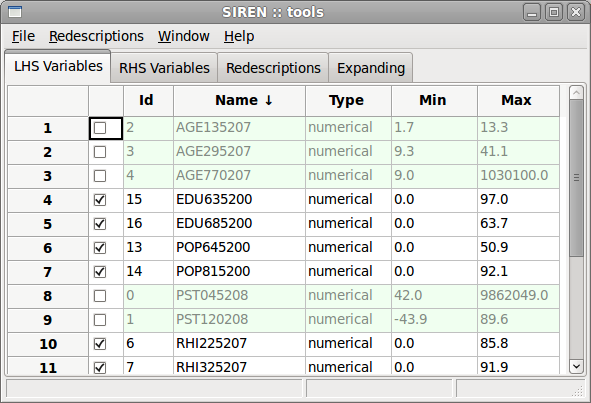 SIREN :: tools
File Redescriptions Window Help
LHS Variables RHS Variables Redescriptions Expanding
Id Name ↓ Type Min Max
1 2 AGE135207 numerical 1.7 13.3
2 3 AGE295207 numerical 9.3 41.1
3 4 AGE770207 numerical 9.0 1030100.0
4 15 EDU635200 numerical 0.0 97.0
5 16 EDU685200 numerical 0.0 63.7
6 13 POP645200 numerical 0.0 50.9
7 14 POP815200 numerical 0.0 92.1
8 0 PST045208 numerical 42.0 9862049.0
9 1 PST120208 numerical -43.9 89.6
10 6 RHI225207 numerical 0.0 85.8
11 7 RHI325207 numerical 0.0 91.9